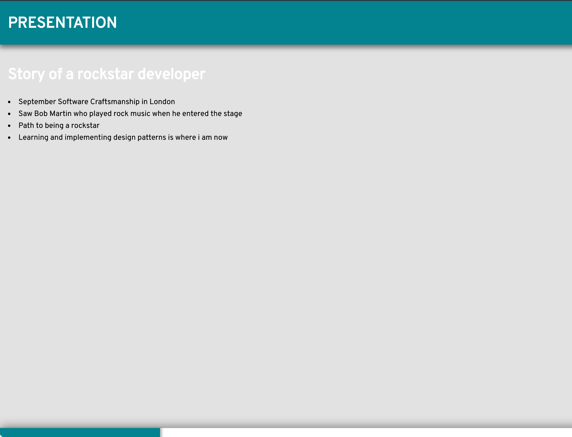 PRESENTATION
Story of a rockstar developer
• September Software Craftsmanship in London
• Saw Bob Martin who played rock music when he entered the stage
• Path to being a rockstar
• Learning and implementing design patterns is where i am now